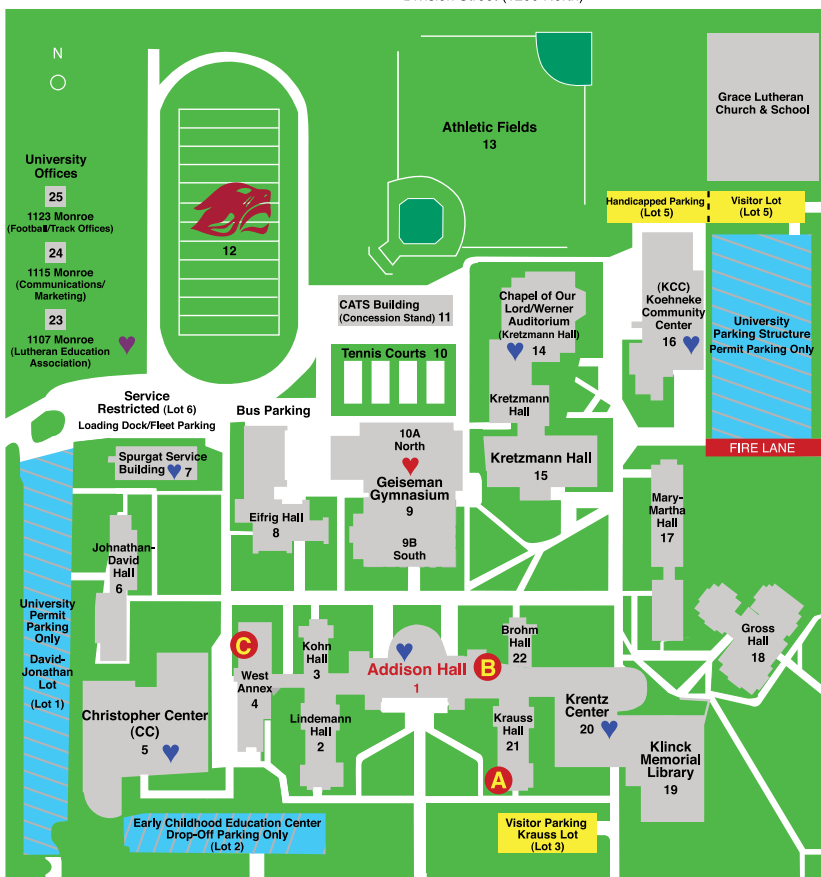 N
Grace Lutheran
Church & School
Athletic Fields
13
University
Offices
25
1123 Monroe
(Football/Track Offices)
24
1115 Monroe
(Communications/
Marketing)
23
1107 Monroe
(Lutheran Education
Association)
12
Handicapped Parking
(Lot 5)
Visitor Lot
(Lot 5)
CATS Building
(Concession Stand) 11
Tennis Courts 10
Chapel of Our
Lord/Werner
Auditorium
(Kretzmann Hall)
14
Kretzmann
Hall
Kretzmann Hall
15
(KCC)
Koehneke
Community
Center
16
University
Parking Structure
Permit Parking Only
FIRE LANE
Service
Restricted (Lot 6)
Loading Dock/Fleet Parking
Bus Parking
Spurgat Service
Building 7
Eifrig Hall
8
10A
North
Geiseman
Gymnasium
9
9B
South
Mary-
Martha
Hall
17
Johnathan-
David
Hall
6
University
Permit
Parking
Only
David-
Jonathan
Lot
(Lot 1)
C
West
Annex
4
Kohn
Hall
3
Addison Hall
1
B
Brohm
Hall
22
Gross
Hall
18
Christopher Center
(CC)
5
Lindemann
Hall
2
Krauss
Hall
21
A
Krentz
Center
20
Klinck
Memorial
Library
19
Early Childhood Education Center
Drop-Off Parking Only
(Lot 2)
Visitor Parking
Krauss Lot
(Lot 3)